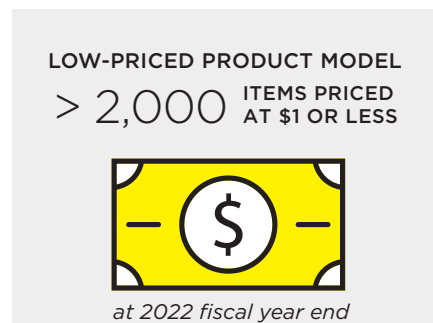 LOW-PRICED PRODUCT MODEL
> 2,000 ITEMS PRICED
AT $1 OR LESS
$
at 2022 fiscal year end